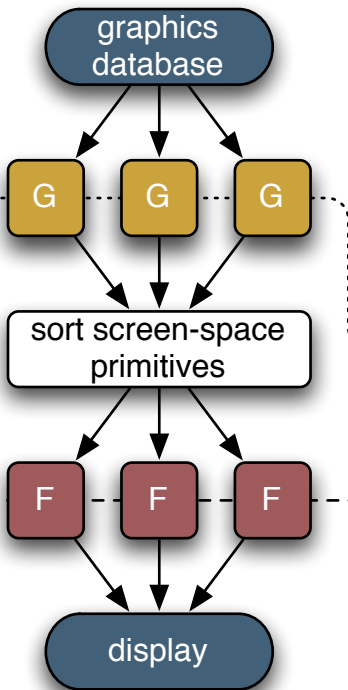 graphics
database
G G G
sort screen-space
primitives
F F F
display